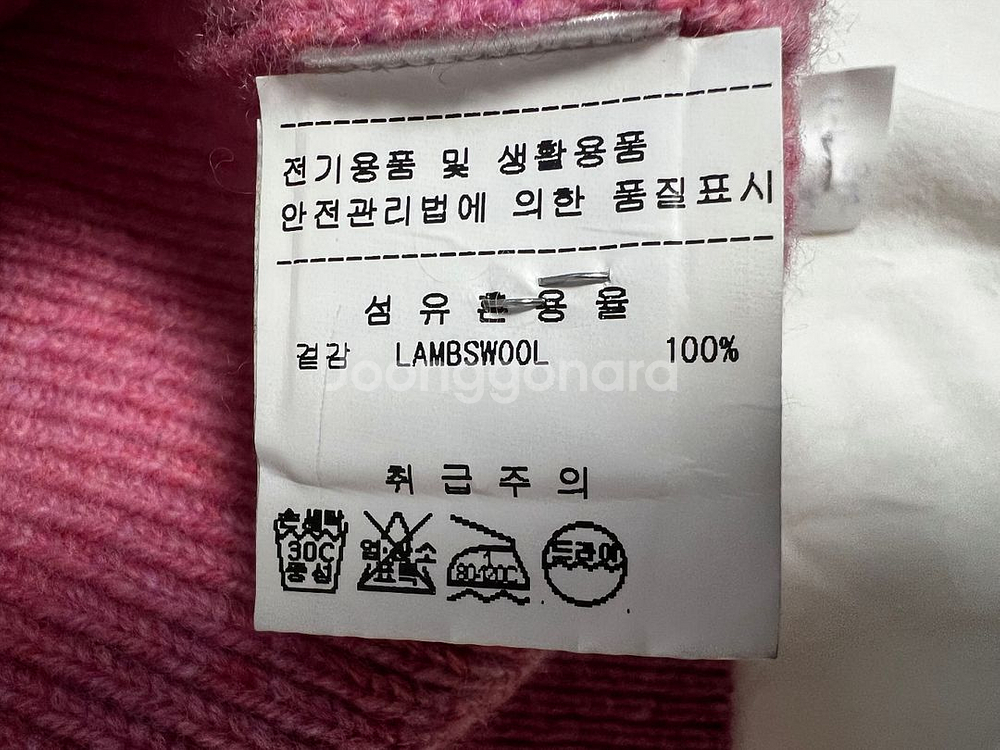 전기용품 및 생활용품
안전관리법에 의한 품질표시
섬 유 혼 용 율
겉감 LAMBSWOOL 100%
Joonggonara
취 급 주 의
손세탁
30C
중성
염소
표백
80-120C
드라이